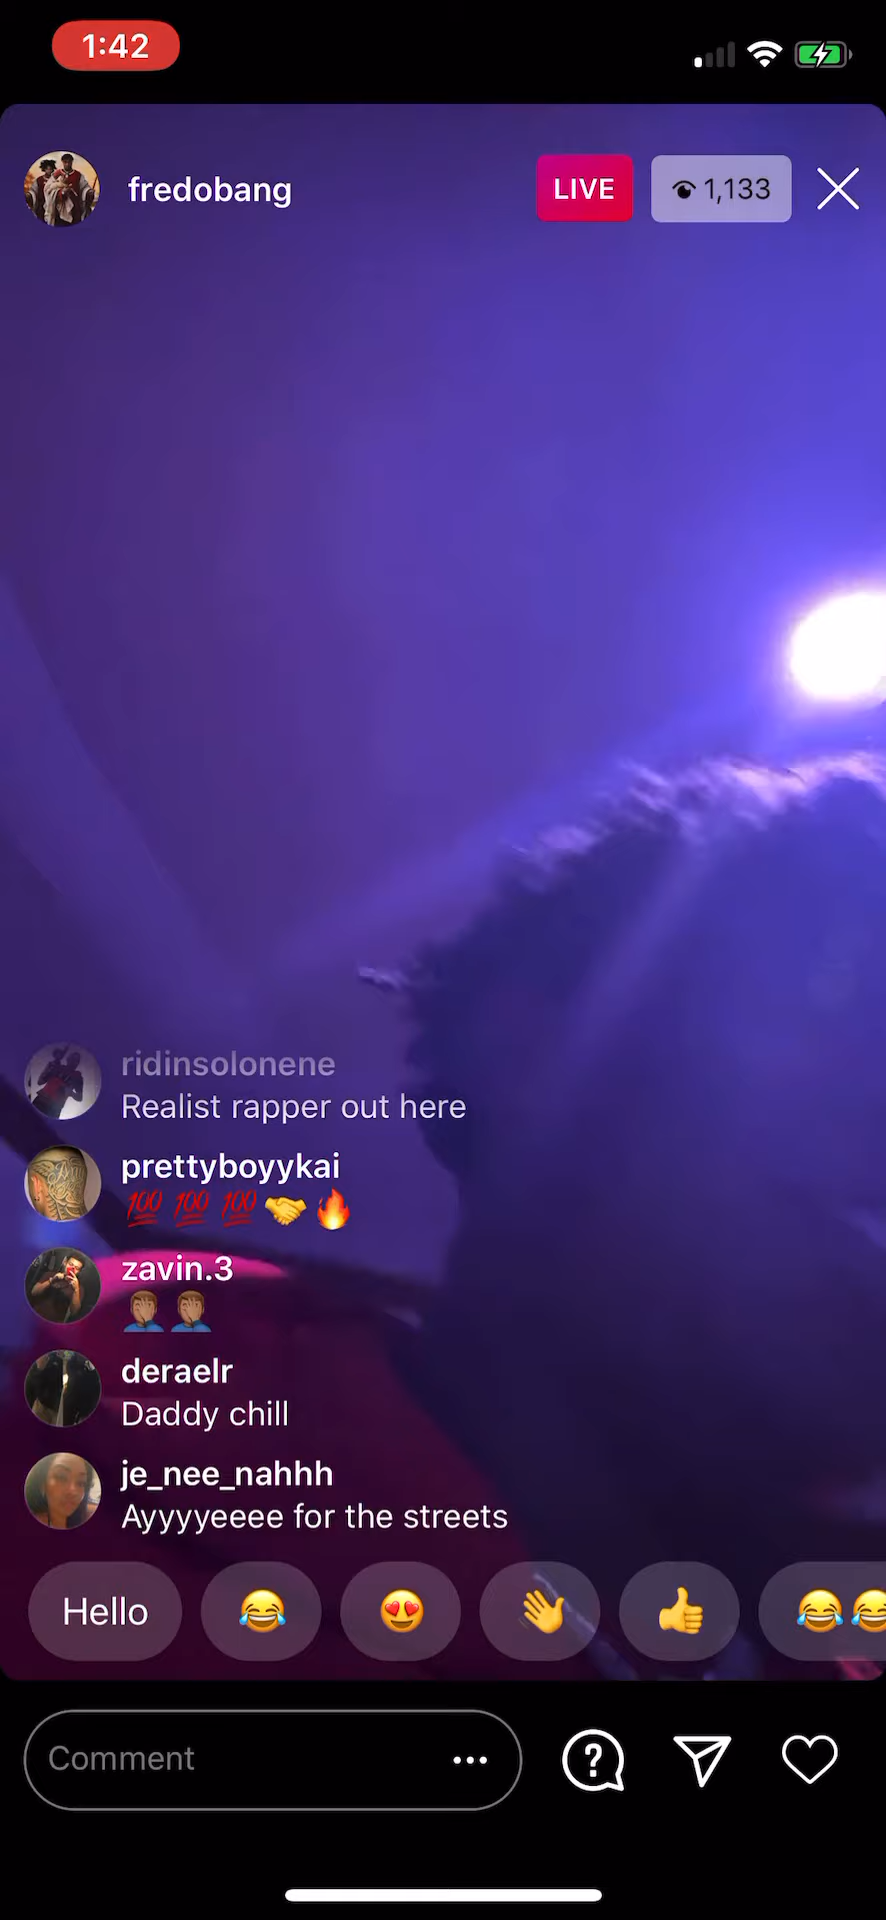 1:42
fredobang
LIVE
1,133
ridinsolonene
Realist rapper out here
prettyboyykai
💯 💯 💯 🤝 🔥
zavin.3
🤦🏽‍♂️🤦🏽‍♂️
deraelr
Daddy chill
je_nee_nahhh
Ayyyyeeee for the streets
Hello 😂 😍 👋 👍 😂😂
Comment